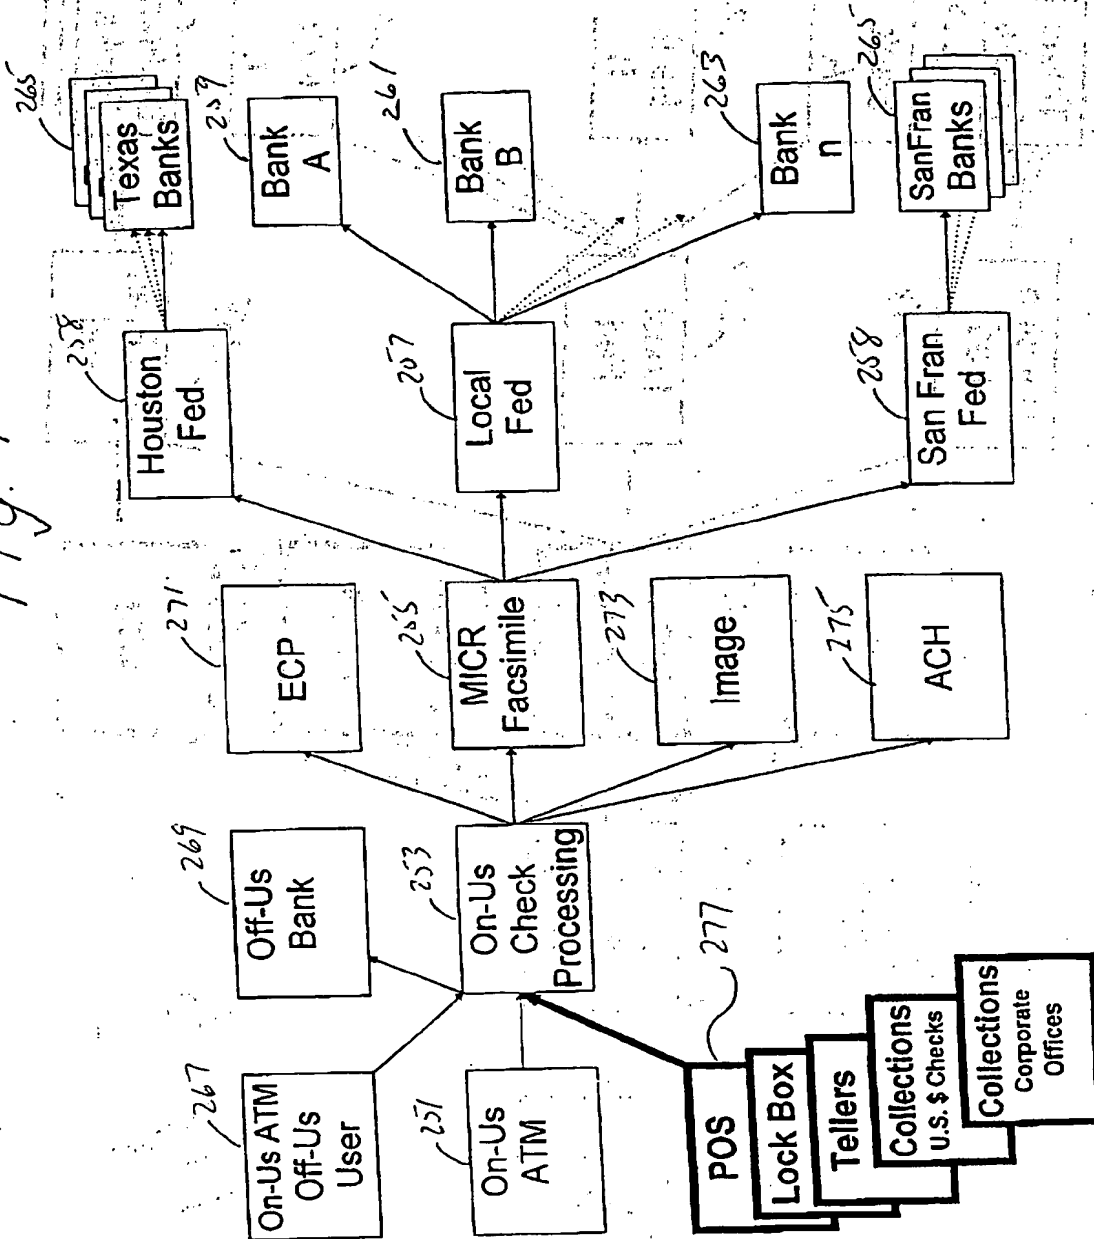 265
Texas
Banks
259
Bank
A
261
Bank
B
263
Bank
n
265
SanFran
Banks
258
Houston
Fed
257
Local
Fed
258
San Fran
Fed
271
ECP
255
MICR
Facsimile
273
Image
275
ACH
269
Off-Us
Bank
253
On-Us
Check
Processing
267
On-Us ATM
Off-Us
User
251
On-Us
ATM
277
POS
Lock Box
Tellers
Collections
U.S. $ Checks
Collections
Corporate
Offices